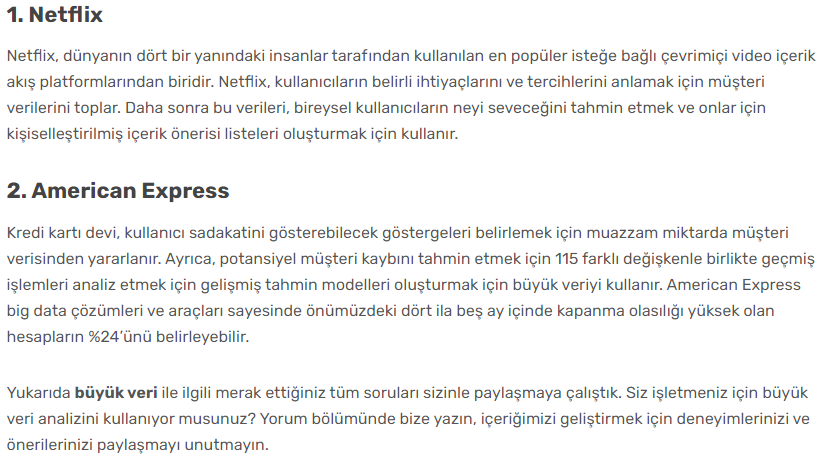 1. Netflix
Netflix, dünyanın dört bir yanındaki insanlar tarafından kullanılan en popüler isteğe bağlı çevrimiçi video içerik
akış platformlarından biridir. Netflix, kullanıcıların belirli ihtiyaçlarını ve tercihlerini anlamak için müşteri
verilerini toplar. Daha sonra bu verileri, bireysel kullanıcıların neyi seveceğini tahmin etmek ve onlar için
kişiselleştirilmiş içerik önerisi listeleri oluşturmak için kullanır.
2. American Express
Kredi kartı devi, kullanıcı sadakatini gösterebilecek göstergeleri belirlemek için muazzam miktarda müşteri
verisinden yararlanır. Ayrıca, potansiyel müşteri kaybını tahmin etmek için 115 farklı değişkenle birlikte geçmiş
işlemleri analiz etmek için gelişmiş tahmin modelleri oluşturmak için büyük veriyi kullanır. American Express
big data çözümleri ve araçları sayesinde önümüzdeki dört ila beş ay içinde kapanma olasılığı yüksek olan
hesapların %24’ünü belirleyebilir.
Yukarıda büyük veri ile ilgili merak ettiğiniz tüm soruları sizinle paylaşmaya çalıştık. Siz işletmeniz için büyük
veri analizini kullanıyor musunuz? Yorum bölümünde bize yazın, içeriğimizi geliştirmek için deneyimlerinizi ve
önerilerinizi paylaşmayı unutmayın.